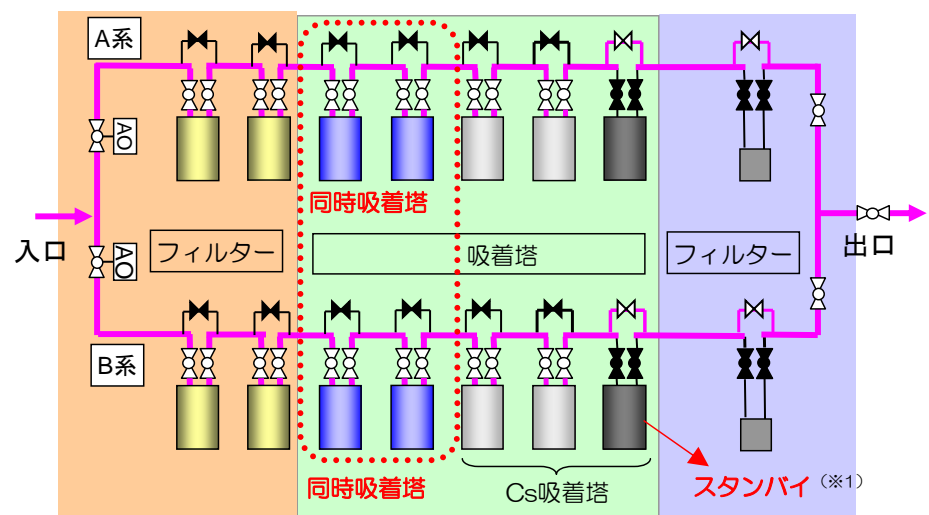 A系
AO
同時吸着塔
入口
フィルター
吸着塔
フィルター
出口
AO
B系
同時吸着塔
Cs吸着塔
スタンバイ（※1）